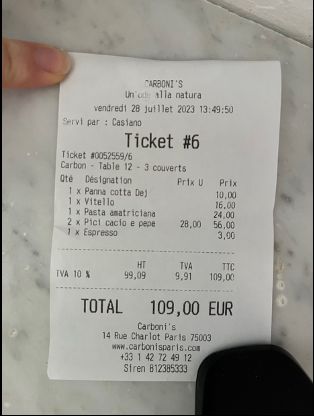 CARBONI'S
Un'ode alla natura
vendredi 28 juillet 2023 13:49:50
Servi par : Casiano
Ticket #6
Ticket #0052559/6
Carbon - Table 12 - 3 couverts
Qté Désignation Prix U Prix
1 x Panna cotta Dej 10,00
1 x Vitello 16,00
1 x Pasta amatriciana 24,00
2 x Pici cacio e pepe 28,00 56,00
1 x Espresso 3,00
HT TVA TTC
TVA 10 % 99,09 9,91 109,00
TOTAL 109,00 EUR
Carboni's
14 Rue Charlot Paris 75003
www.carbonisparis.com
+33 1 42 72 49 12
Siren 812385333